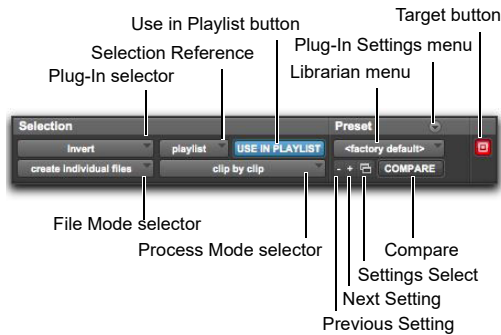 Target button
Use in Playlist button
Plug-In Settings menu
Selection Reference
Librarian menu
Plug-In selector
Selection
Preset
Invert
playlist
USE IN PLAYLIST
<factory default>
create individual files
clip by clip
- +
COMPARE
File Mode selector
Process Mode selector
Compare
Settings Select
Next Setting
Previous Setting